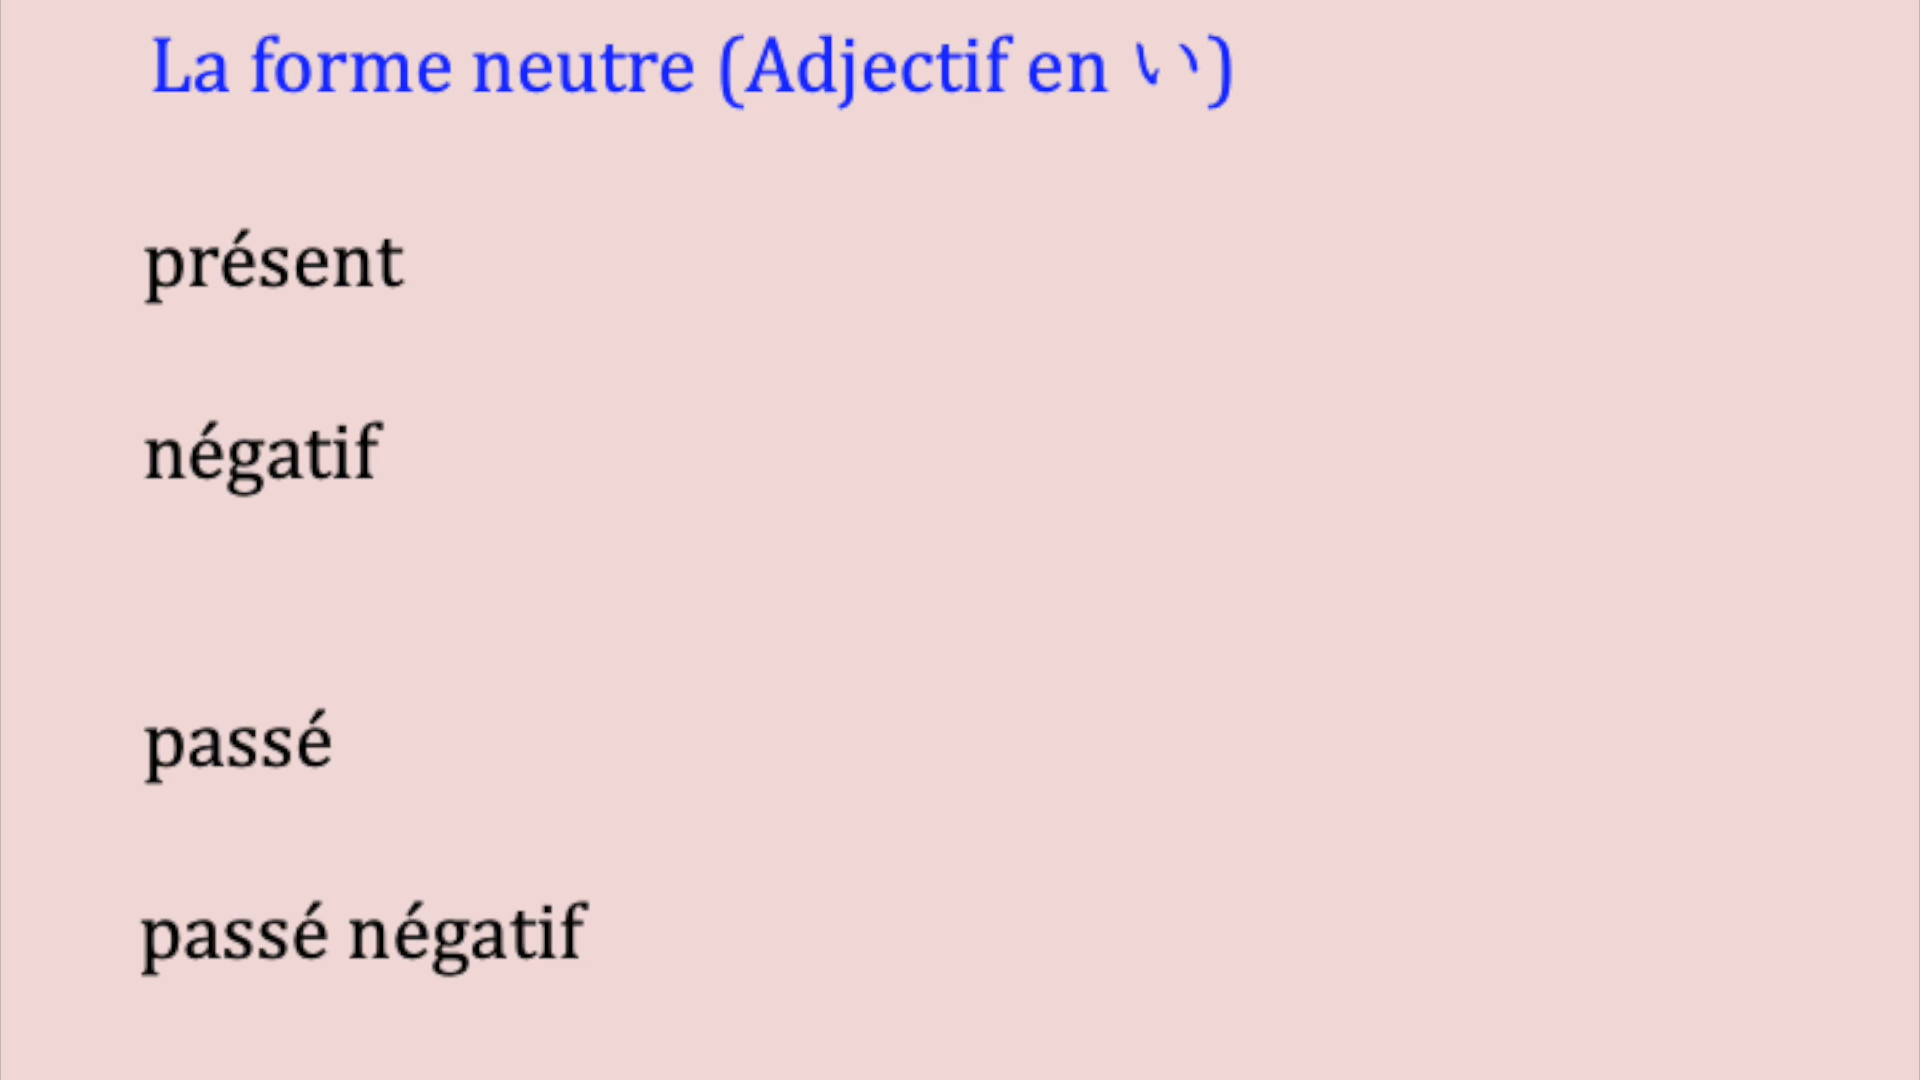 La forme neutre (Adjectif en い)
présent
négatif
passé
passé négatif